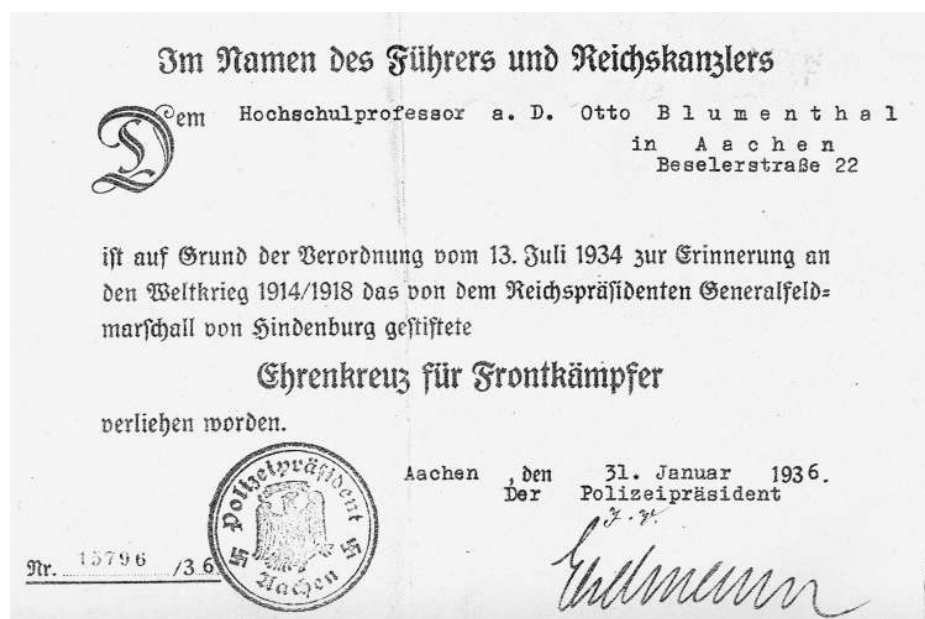 Im Namen des Führers und Reichskanzlers
Dem Hochschulprofessor a. D. Otto Blumenthal
in Aachen
Beselerstraße 22
ist auf Grund der Verordnung vom 13. Juli 1934 zur Erinnerung an
den Weltkrieg 1914/1918 das von dem Reichspräsidenten Generalfeld=
marschall von Hindenburg gestiftete
Ehrenkreuz für Frontkämpfer
verliehen worden.
Aachen, den 31. Januar 1936.
Der Polizeipräsident
J. V.
Polizeipräsident
Aachen
Nr. 15796 /36